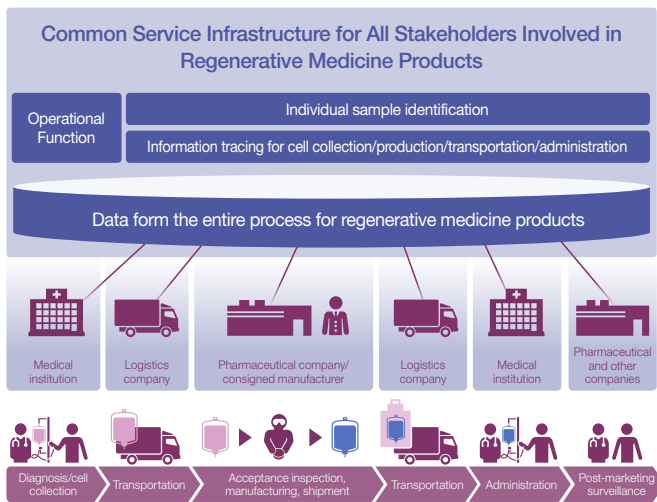 Common Service Infrastructure for All Stakeholders Involved in
Regenerative Medicine Products
Operational
Function
Individual sample identification
Information tracing for cell collection/production/transportation/administration
Data form the entire process for regenerative medicine products
Medical
institution
Logistics
company
Pharmaceutical company/
consigned manufacturer
Logistics
company
Medical
institution
Pharmaceutical
and other
companies
Diagnosis/cell
collection
Transportation
Acceptance inspection,
manufacturing, shipment
Transportation
Administration
Post-marketing
surveillance